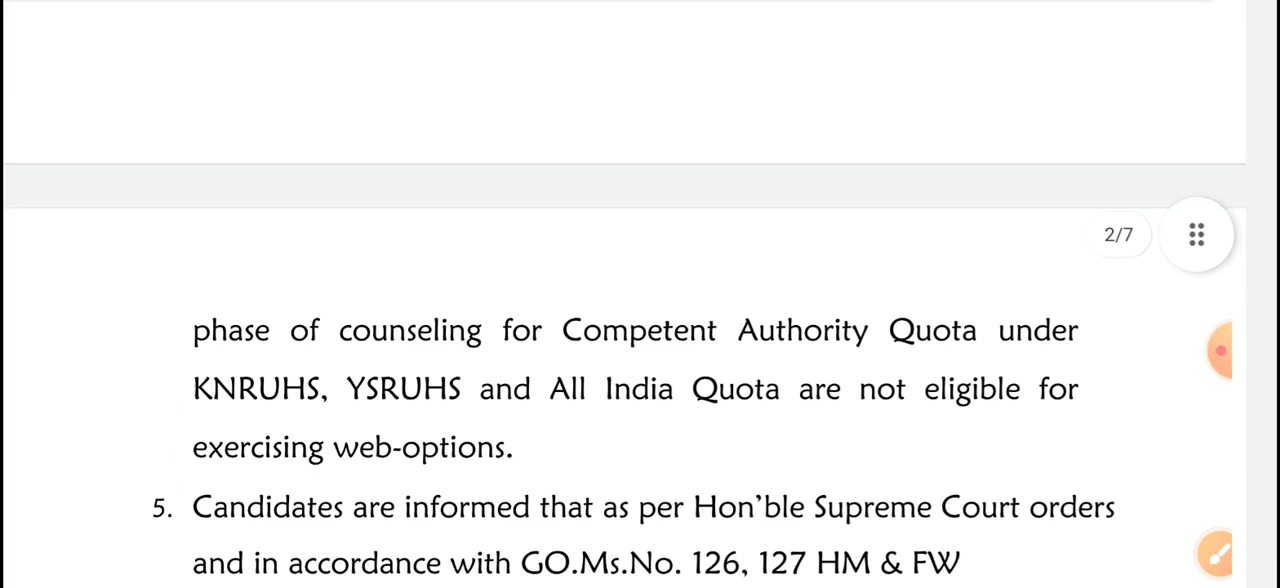 2/7
phase of counseling for Competent Authority Quota under
KNRUHS, YSRUHS and All India Quota are not eligible for
exercising web-options.
5. Candidates are informed that as per Hon’ble Supreme Court orders
and in accordance with GO.Ms.No. 126, 127 HM & FW